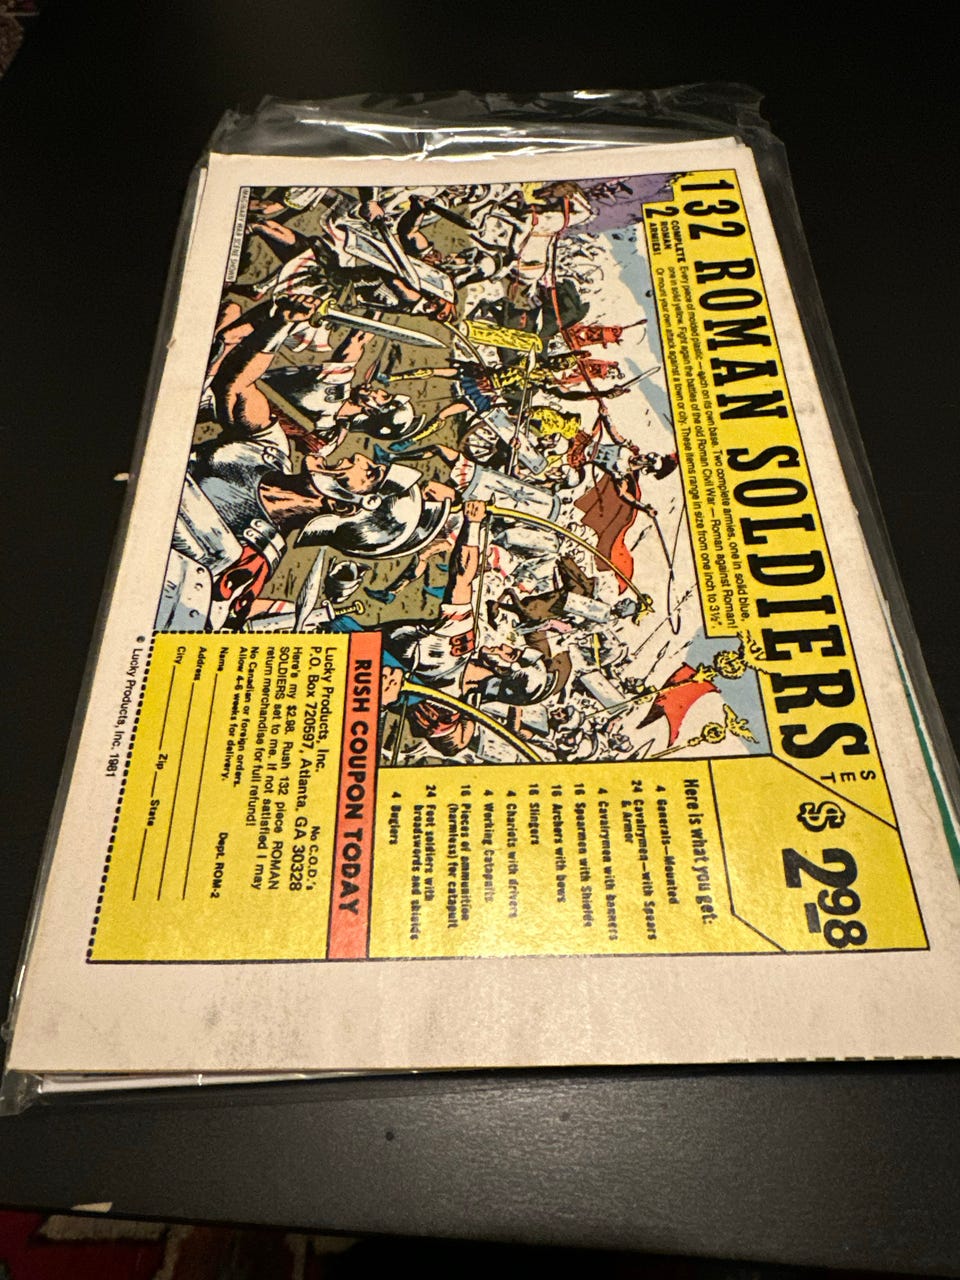 132 ROMAN SOLDIERS SET $2.98
2 COMPLETE ROMAN ARMIES!
Every piece of molded plastic—each on its own base. Two complete armies, one in solid blue,
one in solid yellow. Fight again the battles of the old Roman Civil War — Roman against Roman!
Or mount your own attack against a town or city. These items range in size from one inch to 3½".
IMAGINARY WAR SCENE SHOWN
Here is what you get:
4 Generals—Mounted
24 Cavalrymen—with Spears
& Armor
4 Cavalrymen with banners
16 Spearmen with Shields
16 Archers with bows
16 Slingers
4 Chariots with drivers
4 Working Catapults
16 Pieces of ammunition
(harmless) for catapult
24 Foot soldiers with
broadswords and shields
4 Buglers
RUSH COUPON TODAY
Lucky Products, Inc. No C.O.D.'s
P.O. Box 720597, Atlanta, GA 30328
Here's my $2.98. Rush 132 piece ROMAN
SOLDIERS set to me. If not satisfied I may
return merchandise for full refund!
No Canadian or foreign orders.
Allow 4-6 weeks for delivery. Dept. ROM-2
Name
Address
City
Zip State
© Lucky Products, Inc. 1981